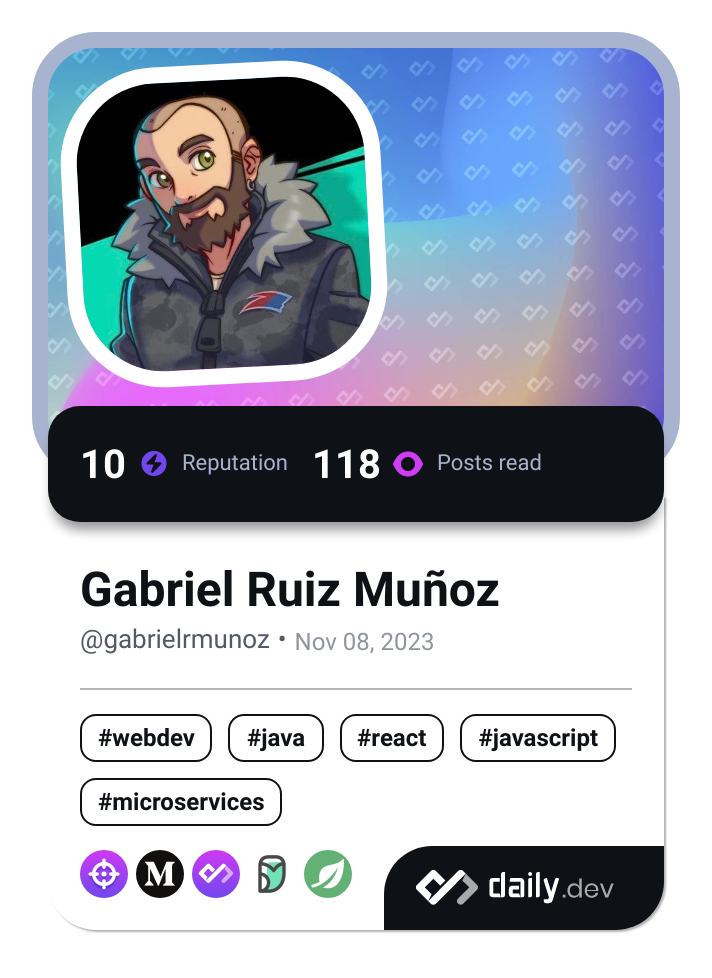 10 Reputation 118 Posts read
Gabriel Ruiz Muñoz
@gabrielrmunoz • Nov 08, 2023
#webdev #java #react #javascript
#microservices
M daily.dev